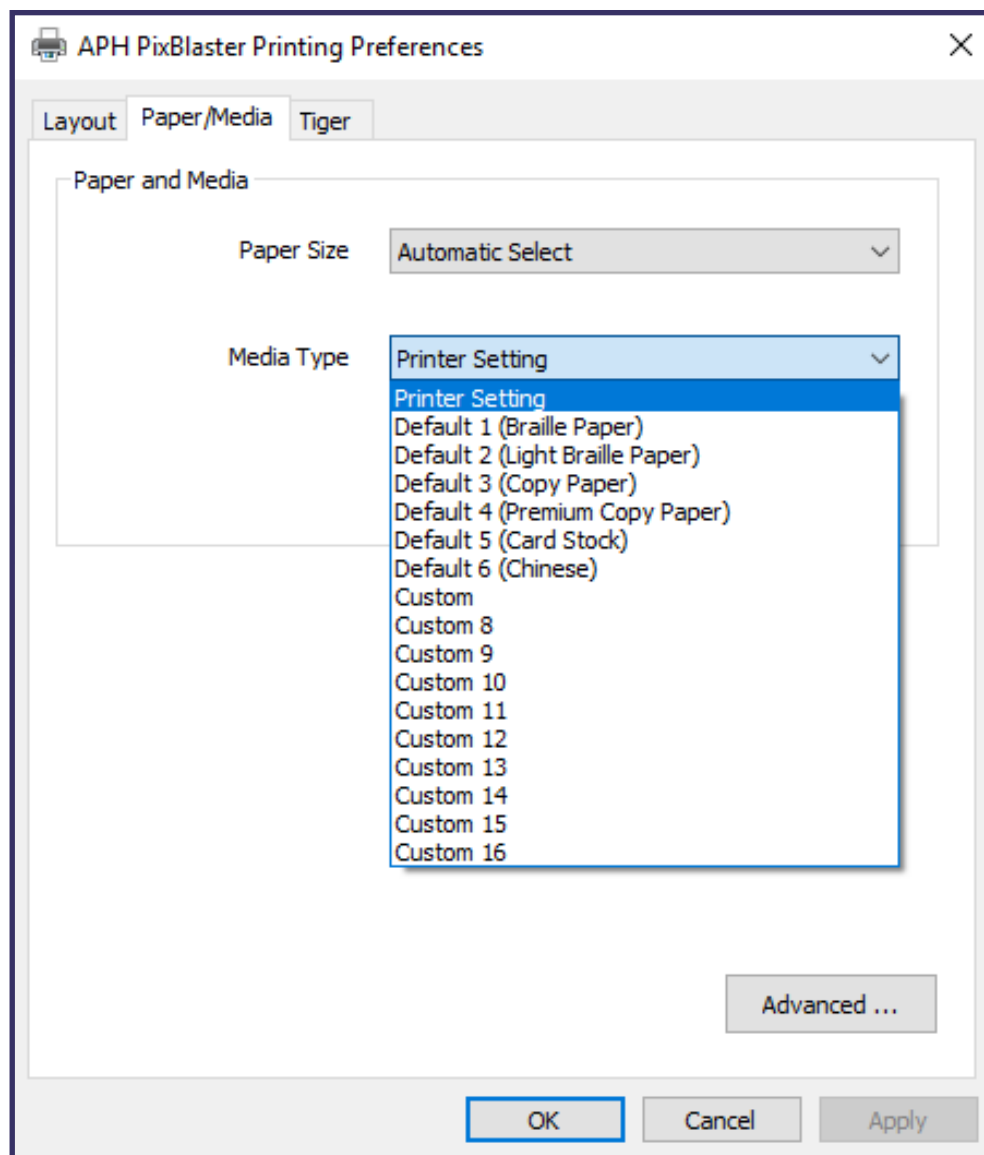 APH PixBlaster Printing Preferences
Layout Paper/Media Tiger
Paper and Media
Paper Size Automatic Select
Media Type Printer Setting
Printer Setting
Default 1 (Braille Paper)
Default 2 (Light Braille Paper)
Default 3 (Copy Paper)
Default 4 (Premium Copy Paper)
Default 5 (Card Stock)
Default 6 (Chinese)
Custom
Custom 8
Custom 9
Custom 10
Custom 11
Custom 12
Custom 13
Custom 14
Custom 15
Custom 16
Advanced ...
OK Cancel Apply